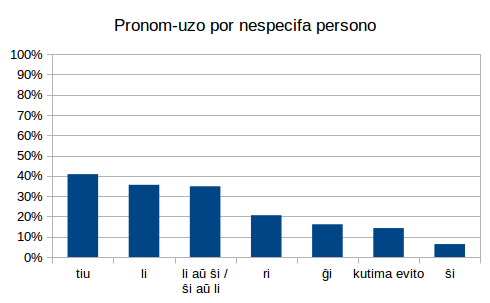 Pronom-uzo por nespecifa persono
100%
90%
80%
70%
60%
50%
40%
30%
20%
10%
0%
tiu
li
li aŭ ŝi /
ŝi aŭ li
ri
ĝi
kutima evito
ŝi